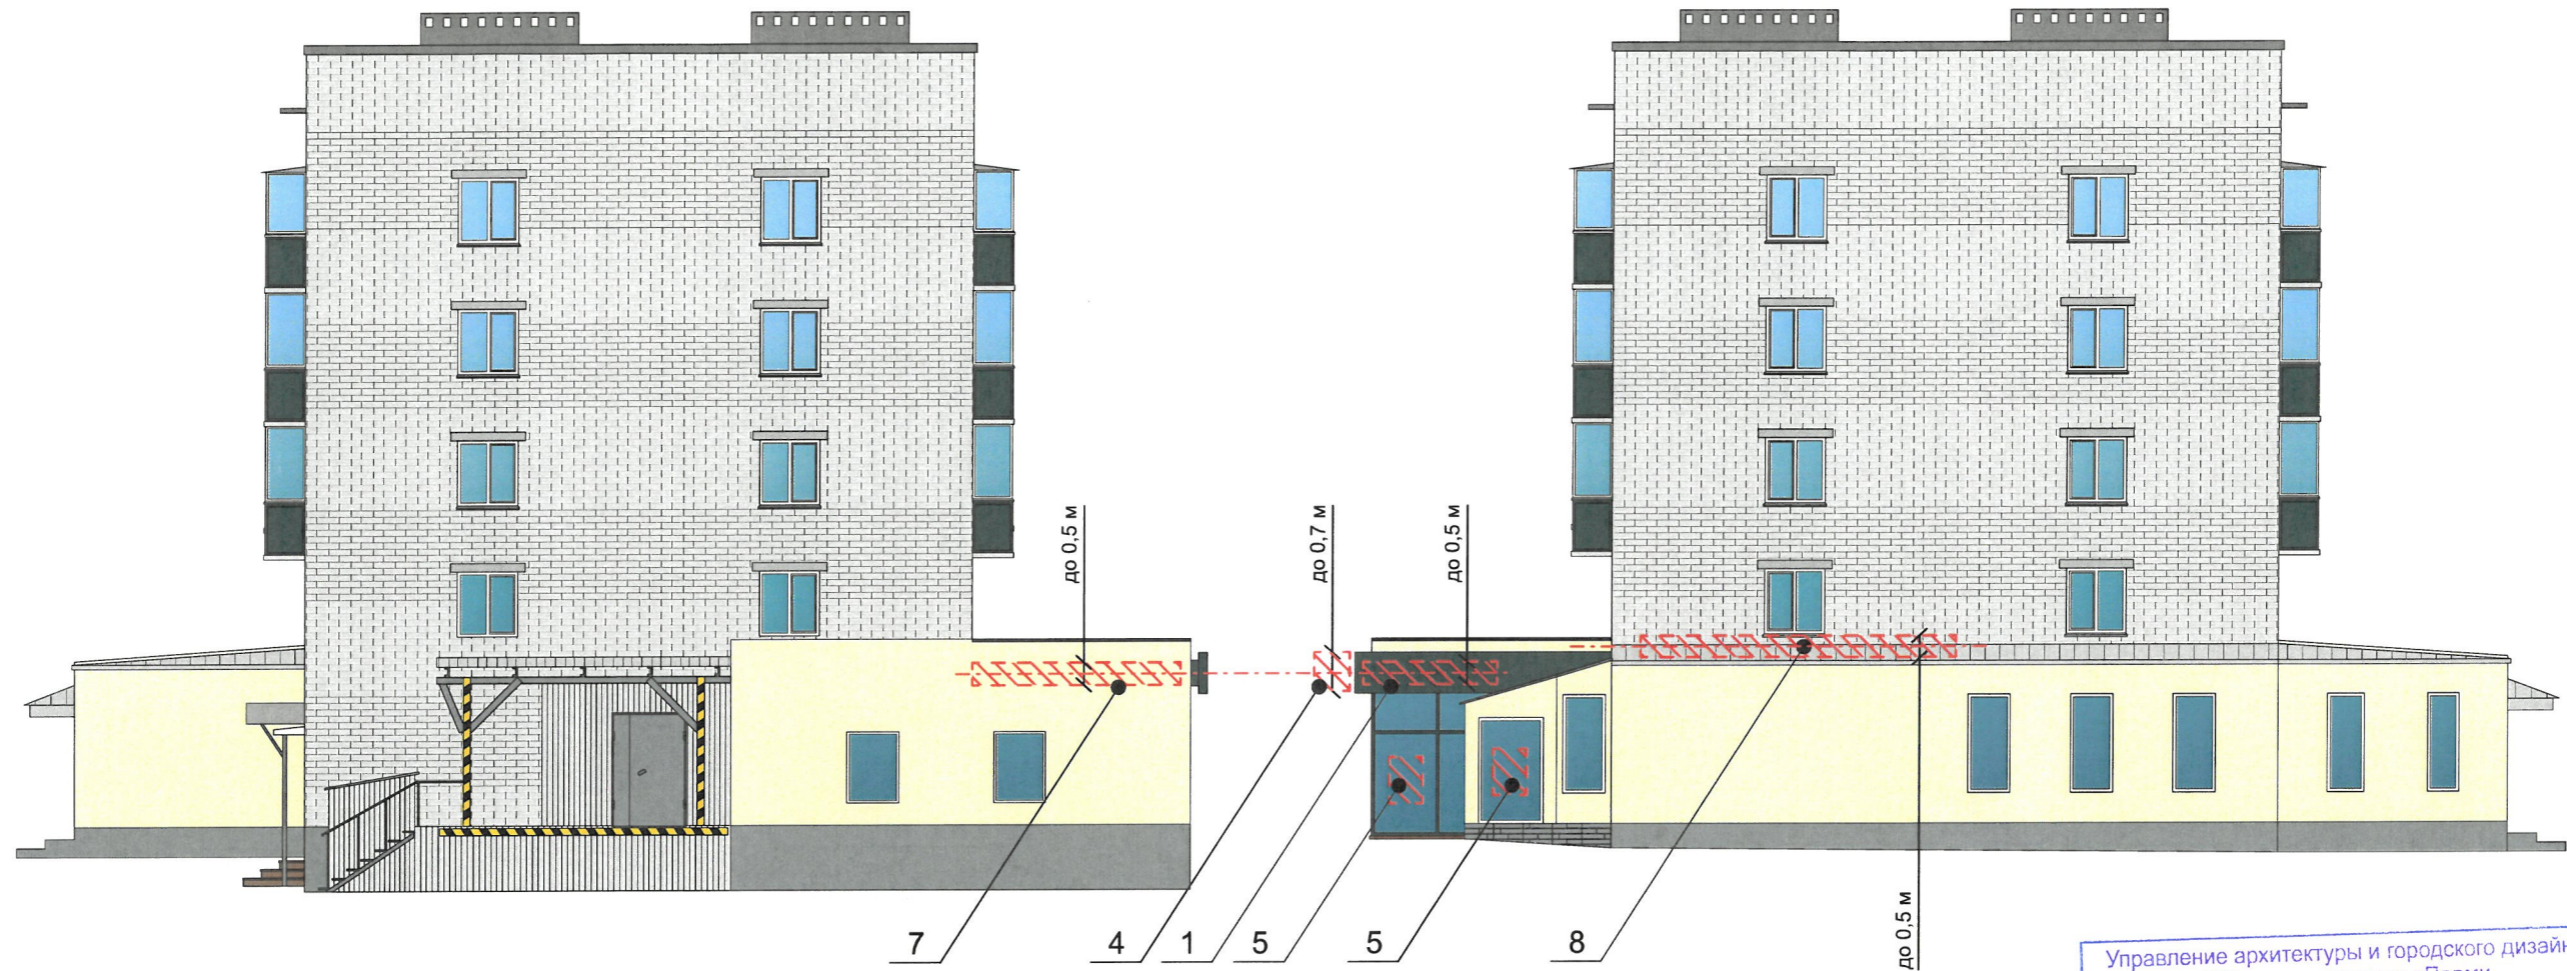 до 0,5 м
до 0,7 м
до 0,5 м
7
4
1
5
5
8
до 0,5 м
Управление архитектуры и городского